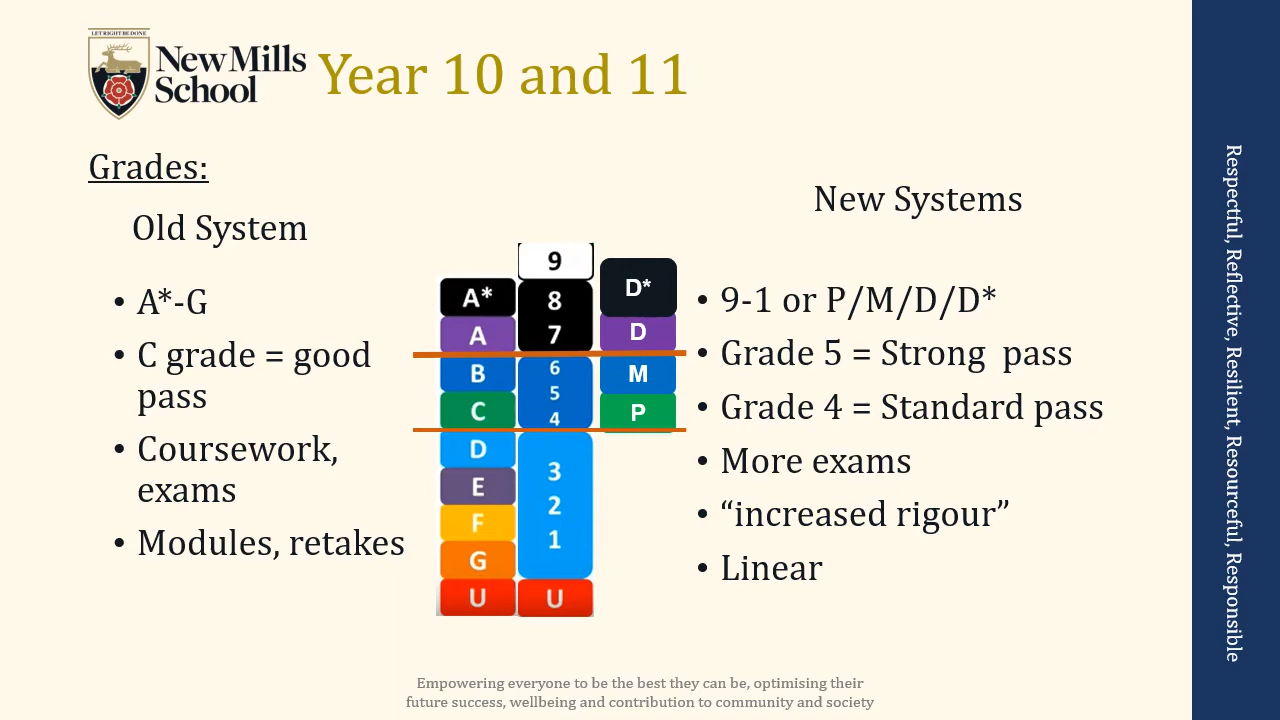 LET RIGHT BE DONE
New Mills
School
Year 10 and 11
Grades:
Old System
• A*-G
• C grade = good
pass
• Coursework,
exams
• Modules, retakes
9
A*
8
D*
A
7
D
B
6
M
5
C
4
P
D
3
E
2
F
1
G
U
U
New Systems
• 9-1 or P/M/D/D*
• Grade 5 = Strong pass
• Grade 4 = Standard pass
• More exams
• “increased rigour”
• Linear
Respectful, Reflective, Resilient, Resourceful, Responsible
Empowering everyone to be the best they can be, optimising their
future success, wellbeing and contribution to community and society